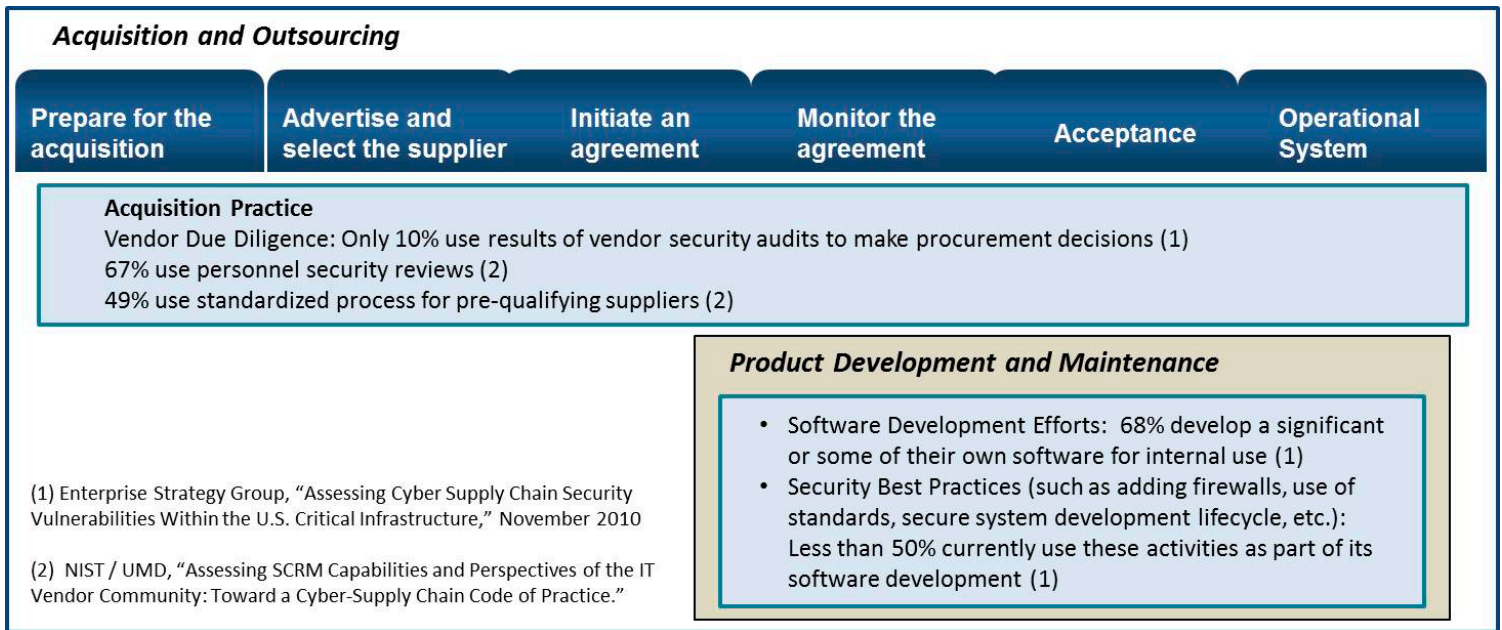 Acquisition and Outsourcing
Prepare for the
acquisition
Advertise and
select the supplier
Initiate an
agreement
Monitor the
agreement
Acceptance
Operational
System
Acquisition Practice
Vendor Due Diligence: Only 10% use results of vendor security audits to make procurement decisions (1)
67% use personnel security reviews (2)
49% use standardized process for pre-qualifying suppliers (2)
Product Development and Maintenance
• Software Development Efforts: 68% develop a significant
or some of their own software for internal use (1)
• Security Best Practices (such as adding firewalls, use of
standards, secure system development lifecycle, etc.):
Less than 50% currently use these activities as part of its
software development (1)
(1) Enterprise Strategy Group, “Assessing Cyber Supply Chain Security
Vulnerabilities Within the U.S. Critical Infrastructure,” November 2010
(2) NIST / UMD, “Assessing SCRM Capabilities and Perspectives of the IT
Vendor Community: Toward a Cyber-Supply Chain Code of Practice.”